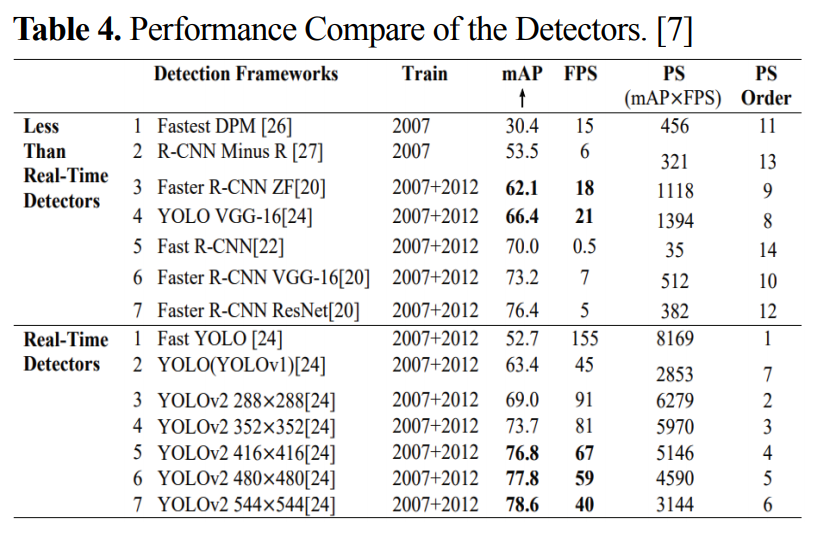 Table 4. Performance Compare of the Detectors. [7]
Detection Frameworks Train mAP FPS PS PS
↑ (mAP×FPS) Order
Less 1 Fastest DPM [26] 2007 30.4 15 456 11
Than 2 R-CNN Minus R [27] 2007 53.5 6 321 13
Real-Time 3 Faster R-CNN ZF[20] 2007+2012 62.1 18 1118 9
Detectors 4 YOLO VGG-16[24] 2007+2012 66.4 21 1394 8
5 Fast R-CNN[22] 2007+2012 70.0 0.5 35 14
6 Faster R-CNN VGG-16[20] 2007+2012 73.2 7 512 10
7 Faster R-CNN ResNet[20] 2007+2012 76.4 5 382 12
Real-Time 1 Fast YOLO [24] 2007+2012 52.7 155 8169 1
Detectors 2 YOLO(YOLOv1)[24] 2007+2012 63.4 45 2853 7
3 YOLOv2 288×288[24] 2007+2012 69.0 91 6279 2
4 YOLOv2 352×352[24] 2007+2012 73.7 81 5970 3
5 YOLOv2 416×416[24] 2007+2012 76.8 67 5146 4
6 YOLOv2 480×480[24] 2007+2012 77.8 59 4590 5
7 YOLOv2 544×544[24] 2007+2012 78.6 40 3144 6